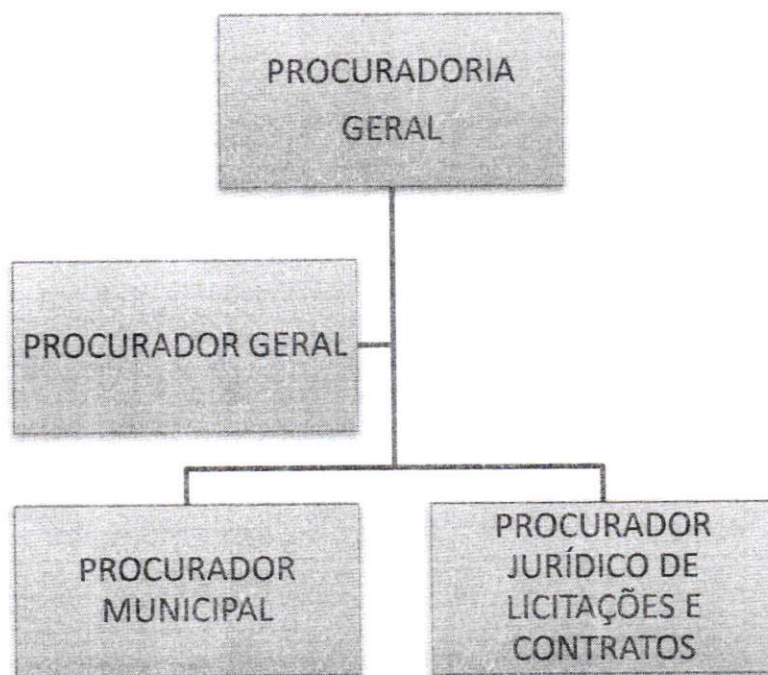 PROCURADORIA
GERAL
PROCURADOR GERAL
PROCURADOR
MUNICIPAL
PROCURADOR
JURÍDICO DE
LICITAÇÕES E
CONTRATOS